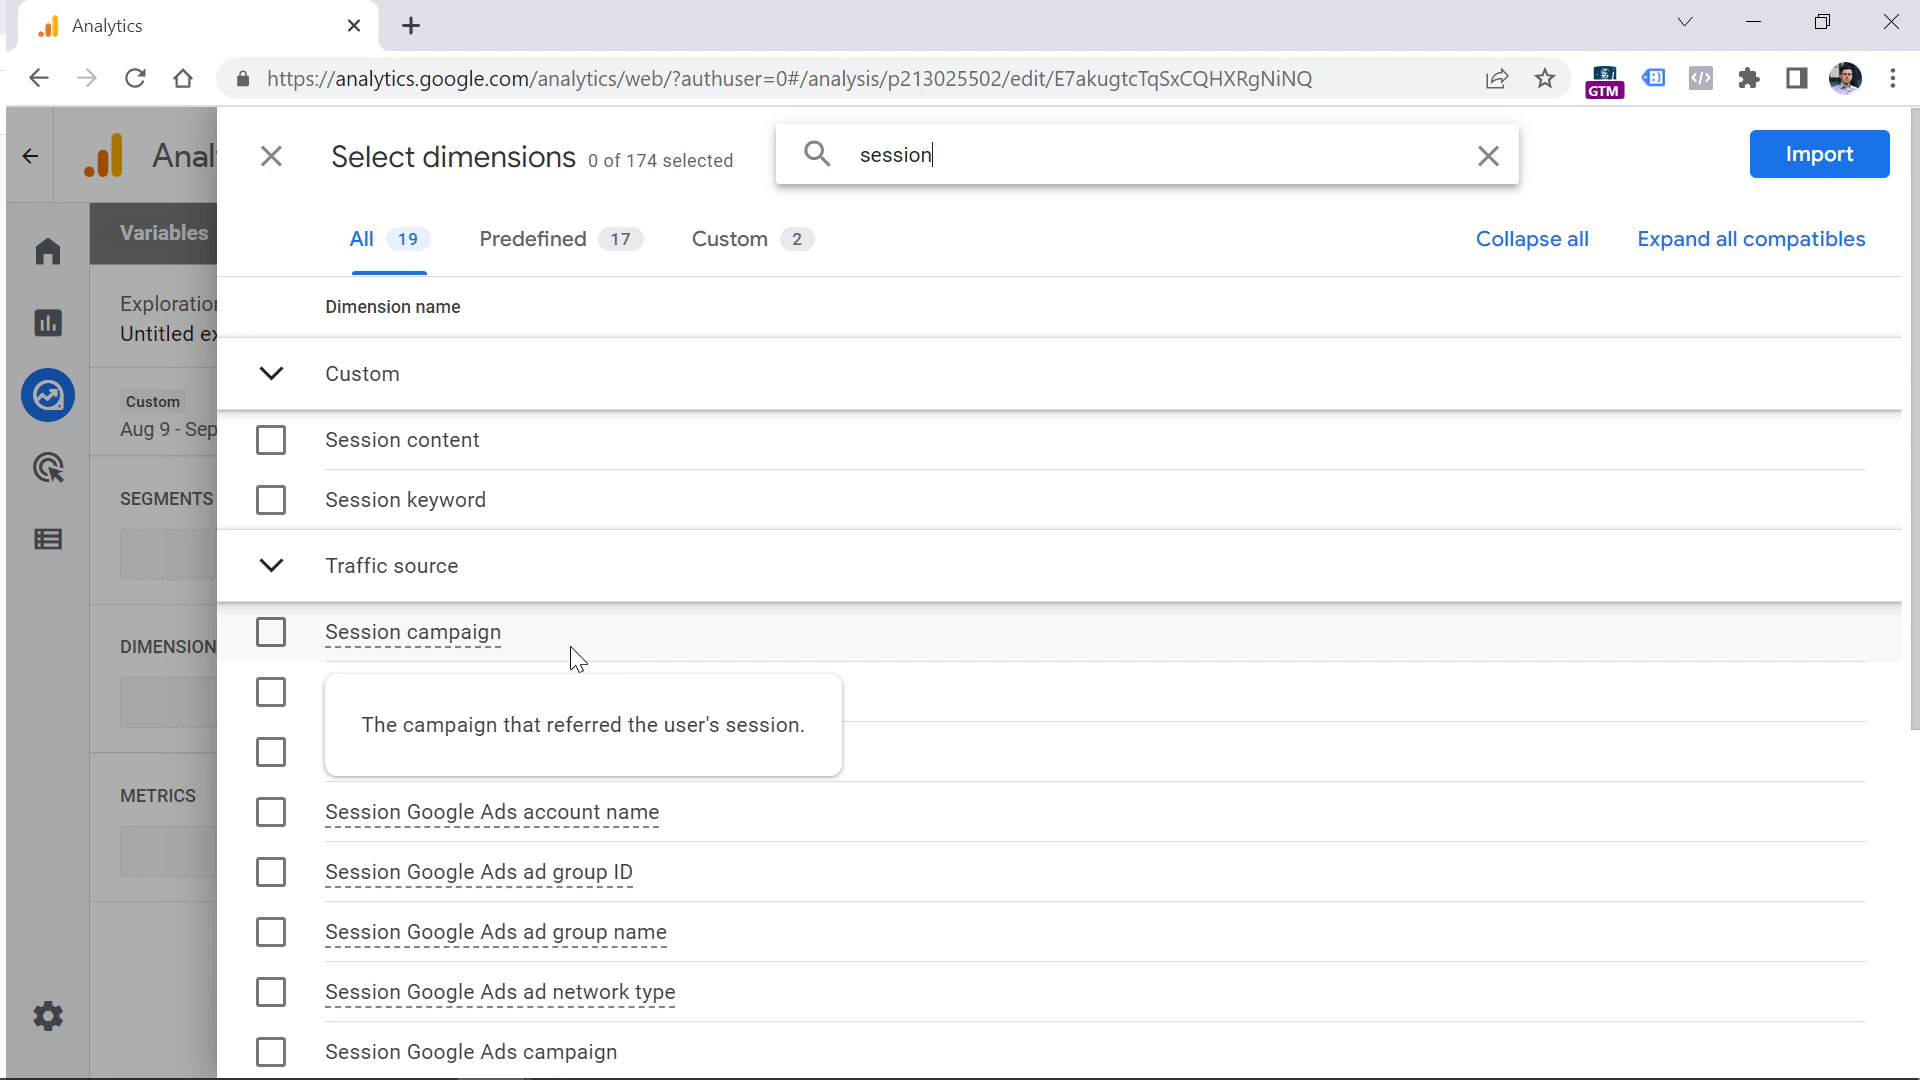 Analytics
https://analytics.google.com/analytics/web/?authuser=0#/analysis/p213025502/edit/E7akugtcTqSxCQHXRgNiNQ
GTM
Anal
Select dimensions 0 of 174 selected
session
Import
Variables
All 19
Predefined 17
Custom 2
Collapse all
Expand all compatibles
Exploration
Untitled ex
Dimension name
Custom
Custom
Aug 9 - Sep
Session content
SEGMENTS
Session keyword
Traffic source
DIMENSION
Session campaign
The campaign that referred the user's session.
METRICS
Session Google Ads account name
Session Google Ads ad group ID
Session Google Ads ad group name
Session Google Ads ad network type
Session Google Ads campaign